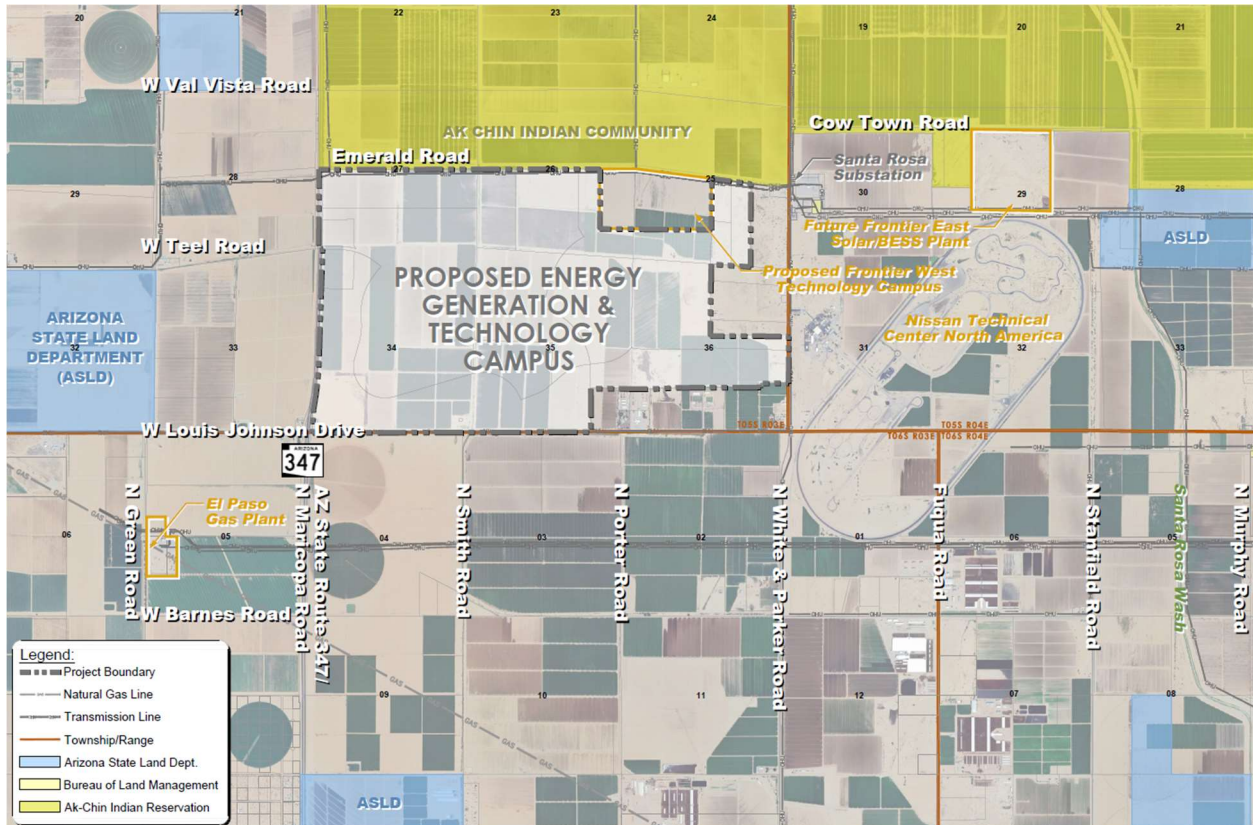 20
21
22
23
24
19
20
21
W Val Vista Road
AK CHIN INDIAN COMMUNITY
Cow Town Road
Emerald Road
29
28
27
26
25
Santa Rosa
Substation
30
29
28
W Teel Road
Future Frontier East
Solar/BESS Plant
ASLD
PROPOSED ENERGY
GENERATION &
TECHNOLOGY
CAMPUS
Proposed Frontier West
Technology Campus
ARIZONA
STATE LAND
DEPARTMENT
(ASLD)
Nissan Technical
Center North America
32
33
34
35
36
31
32
33
W Louis Johnson Drive
T05S R03E
T05S R04E
T06S R03E
T06S R04E
ARIZONA
347
N Green Road
El Paso
Gas Plant
N Maricopa Road
AZ State Route 347/
N Smith Road
N Porter Road
N White & Parker Road
Fuqua Road
N Stanfield Road
Santa Rosa Wash
N Murphy Road
GAS
GAS
OHU
06
05
04
03
02
01
06
05
W Barnes Road
GAS
GAS
09
10
11
12
07
08
ASLD
Legend:
Project Boundary
Natural Gas Line
Transmission Line
Township/Range
Arizona State Land Dept.
Bureau of Land Management
Ak-Chin Indian Reservation